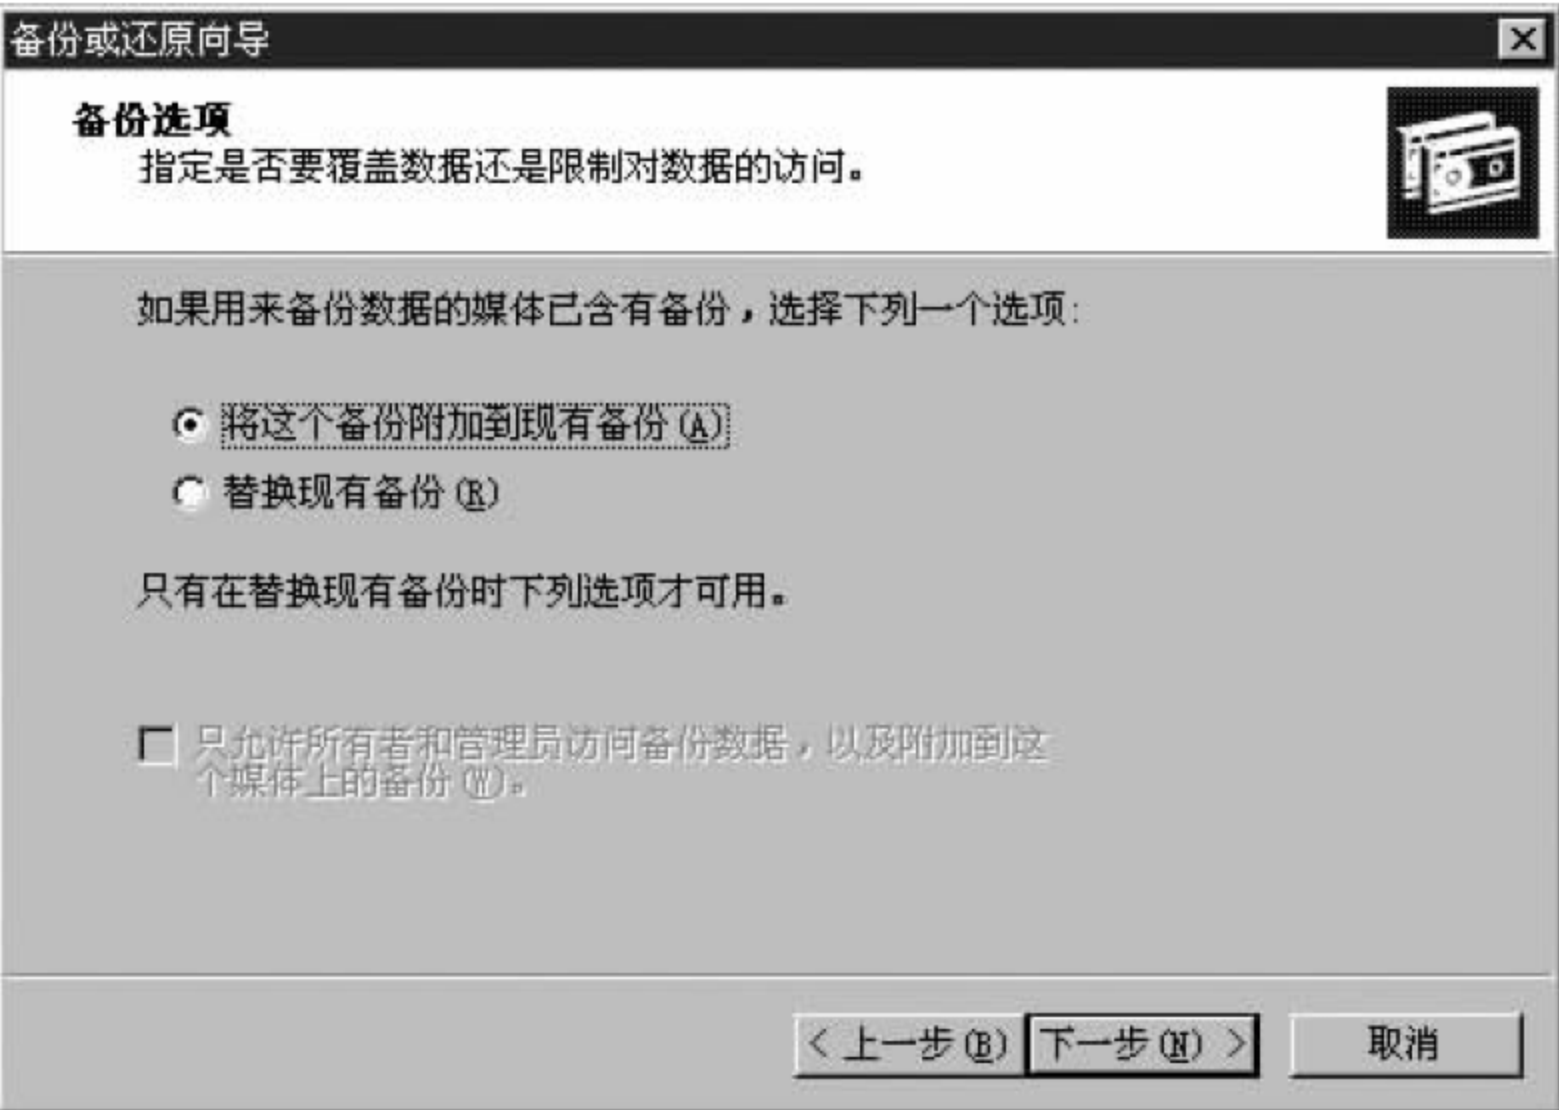 备份或还原向导
备份选项
指定是否要覆盖数据还是限制对数据的访问。
如果用来备份数据的媒体已含有备份，选择下列一个选项:
将这个备份附加到现有备份(A)
替换现有备份(R)
只有在替换现有备份时下列选项才可用。
只允许所有者和管理员访问备份数据，以及附加到这
个媒体上的备份(W)。
< 上一步(B) 下一步(N) > 取消